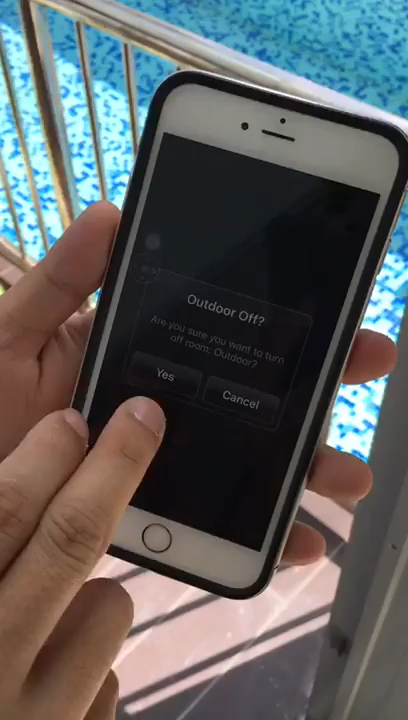 Outdoor Off?
Are you sure you want to turn
off room: Outdoor?
Yes
Cancel